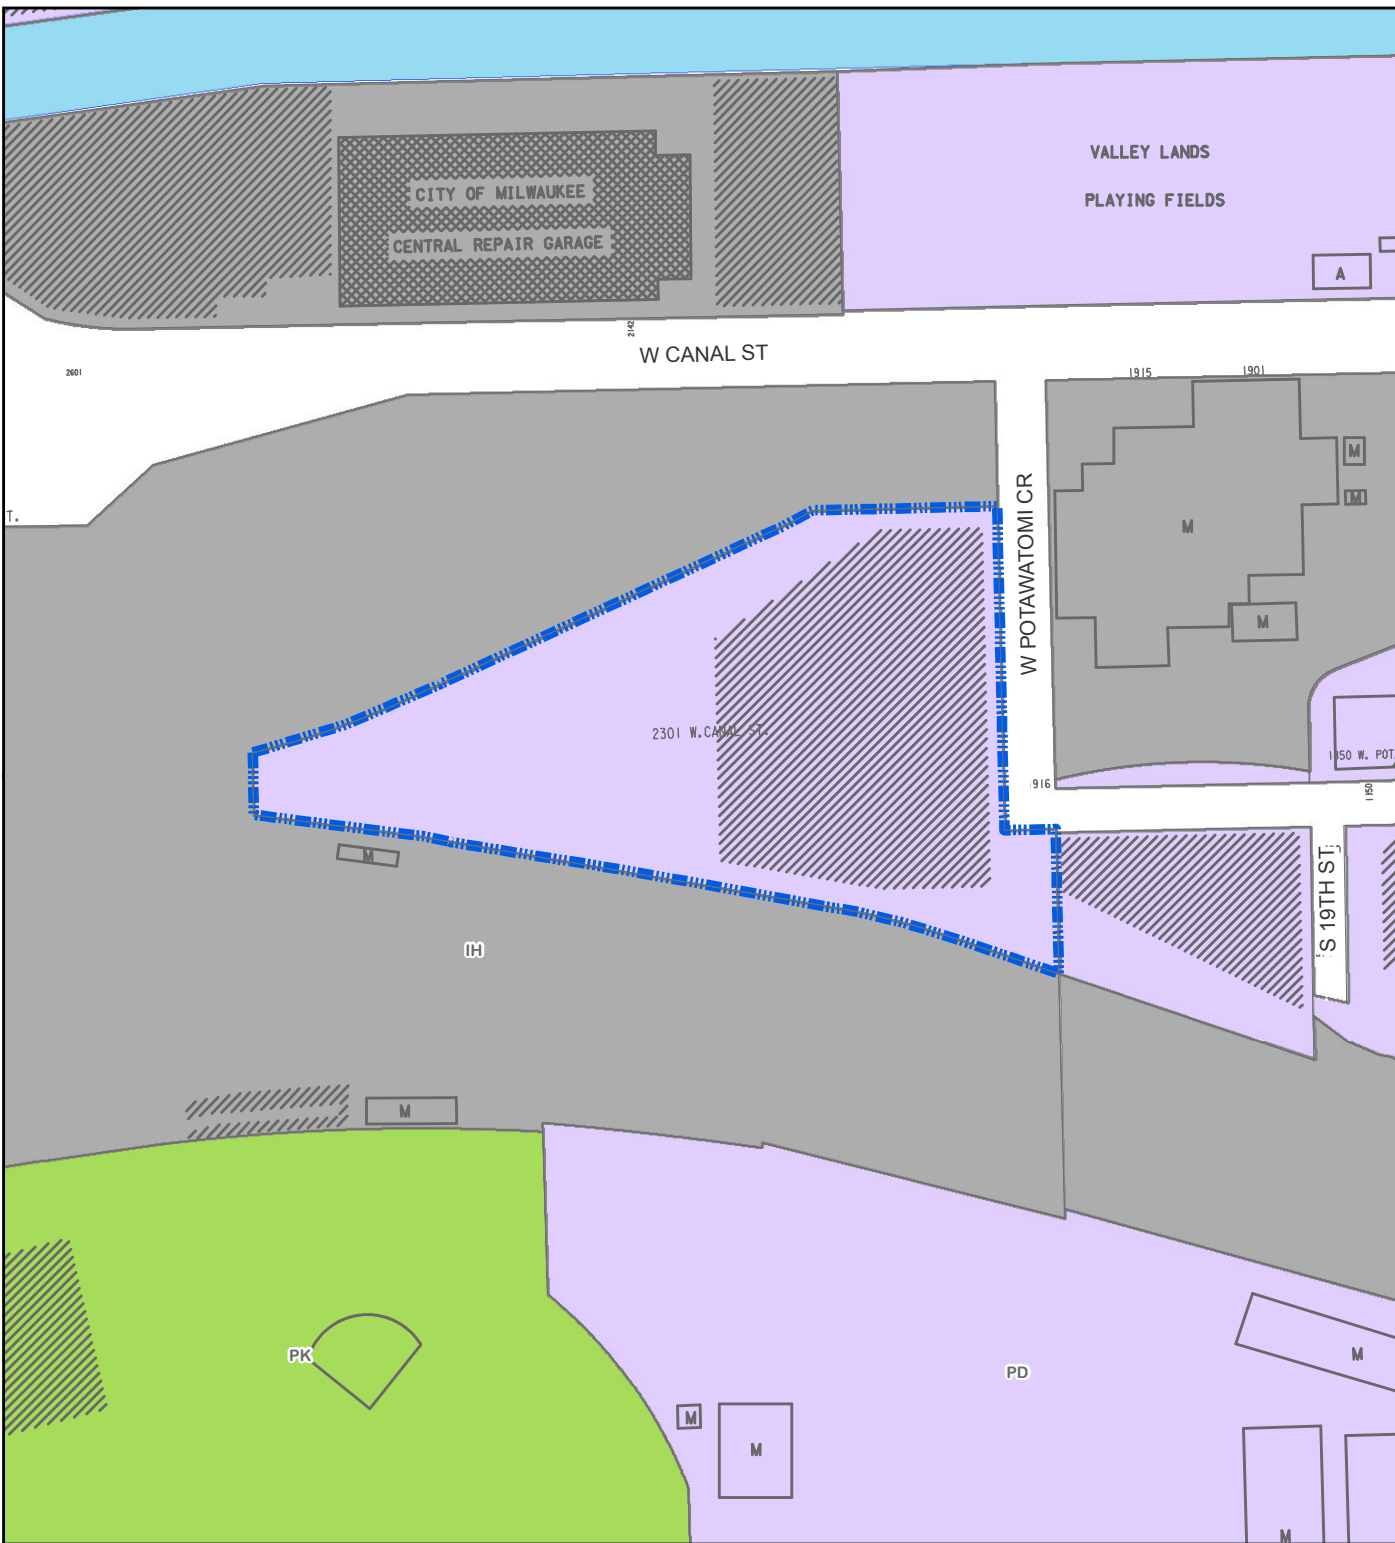 VALLEY LANDS
PLAYING FIELDS
CITY OF MILWAUKEE
CENTRAL REPAIR GARAGE
A
2142
W CANAL ST
2601
1915
1901
M
M
T.
M
W POTAWATOMI CR
M
2301 W.CANAL ST.
1950 W. POT
1916
M
S 19TH ST
IH
M
PK
PD
M
M
M
M